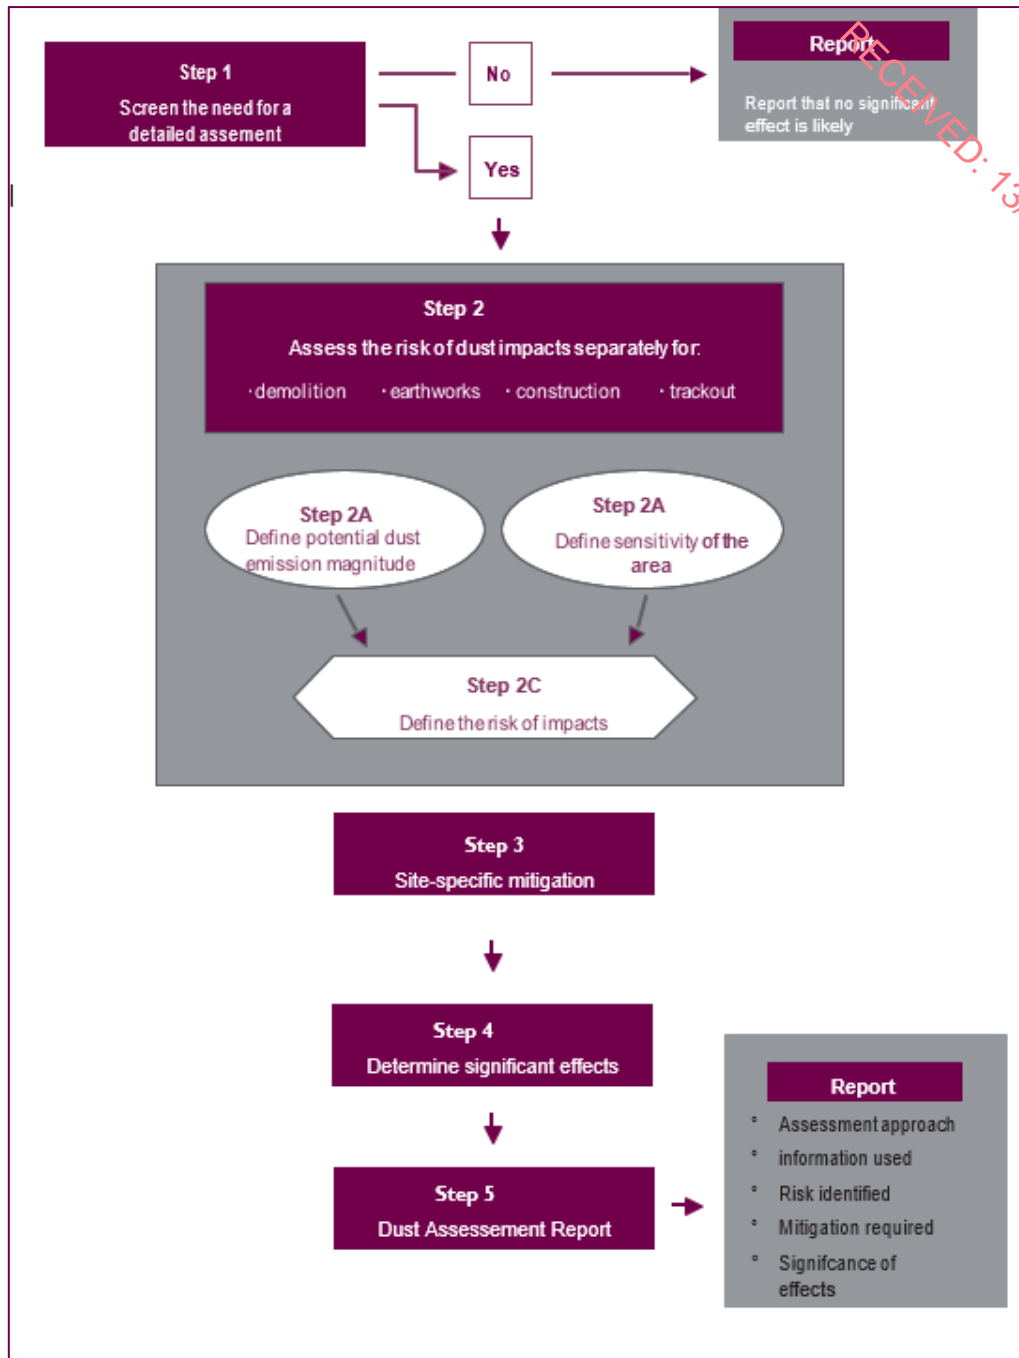 Step 1
Screen the need for a
detailed assement
No
Yes
Report
Report that no significant
effect is likely
RECEIVED: 13/
Step 2
Assess the risk of dust impacts separately for:
· demolition · earthworks · construction · trackout
Step 2A
Define potential dust
emission magnitude
Step 2A
Define sensitivity of the
area
Step 2C
Define the risk of impacts
Step 3
Site-specific mitigation
Step 4
Determine significant effects
Step 5
Dust Assessement Report
Report
° Assessment approach
° information used
° Risk identified
° Mitigation required
° Signifcance of
effects